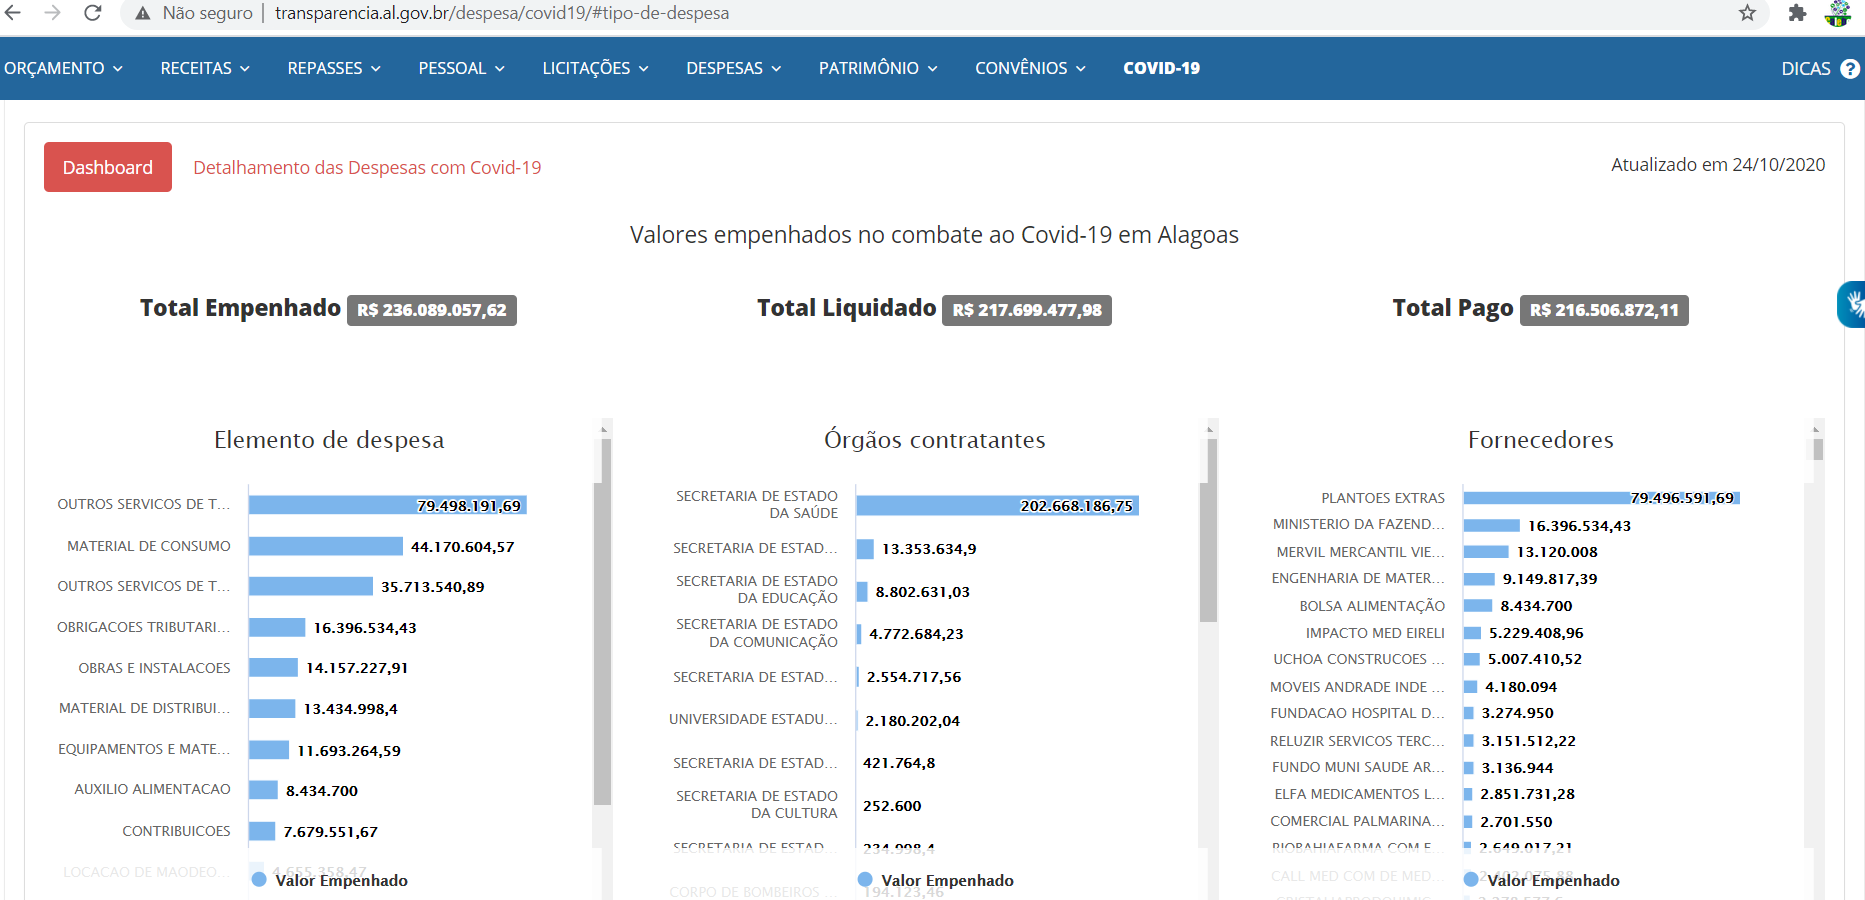 Não seguro | transparencia.al.gov.br/despesa/covid19/#tipo-de-despesa
ORÇAMENTO RECEITAS REPASSES PESSOAL LICITAÇÕES DESPESAS PATRIMÔNIO CONVÊNIOS COVID-19 DICAS ?
Dashboard Detalhamento das Despesas com Covid-19 Atualizado em 24/10/2020
Valores empenhados no combate ao Covid-19 em Alagoas
Total Empenhado R$ 236.089.057,62
Total Liquidado R$ 217.699.477,98
Total Pago R$ 216.506.872,11
Elemento de despesa
OUTROS SERVICOS DE T... 79.498.191,69
MATERIAL DE CONSUMO 44.170.604,57
OUTROS SERVICOS DE T... 35.713.540,89
OBRIGACOES TRIBUTARI... 16.396.534,43
OBRAS E INSTALACOES 14.157.227,91
MATERIAL DE DISTRIBUI... 13.434.998,4
EQUIPAMENTOS E MATE... 11.693.264,59
AUXILIO ALIMENTACAO 8.434.700
CONTRIBUICOES 7.679.551,67
LOCACAO DE MAODEO... 4.655.358,47
Valor Empenhado
Órgãos contratantes
SECRETARIA DE ESTADO
DA SAÚDE 202.668.186,75
SECRETARIA DE ESTAD... 13.353.634,9
SECRETARIA DE ESTADO
DA EDUCAÇÃO 8.802.631,03
SECRETARIA DE ESTADO
DA COMUNICAÇÃO 4.772.684,23
SECRETARIA DE ESTAD... 2.554.717,56
UNIVERSIDADE ESTADU... 2.180.202,04
SECRETARIA DE ESTAD... 421.764,8
SECRETARIA DE ESTADO
DA CULTURA 252.600
SECRETARIA DE ESTAD... 234.998,4
CORPO DE BOMBEIROS ... 194.123,46
Valor Empenhado
Fornecedores
PLANTOES EXTRAS 79.496.591,69
MINISTERIO DA FAZEND... 16.396.534,43
MERVIL MERCANTIL VIE... 13.120.008
ENGENHARIA DE MATER... 9.149.817,39
BOLSA ALIMENTAÇÃO 8.434.700
IMPACTO MED EIRELI 5.229.408,96
UCHOA CONSTRUCOES ... 5.007.410,52
MOVEIS ANDRADE INDE ... 4.180.094
FUNDACAO HOSPITAL D... 3.274.950
RELUZIR SERVICOS TERC... 3.151.512,22
FUNDO MUNI SAUDE AR... 3.136.944
ELFA MEDICAMENTOS L... 2.851.731,28
COMERCIAL PALMARINA... 2.701.550
RIOBAHIAFARMA COM E... 2.649.017,21
CALL MED COM DE MED...
Valor Empenhado